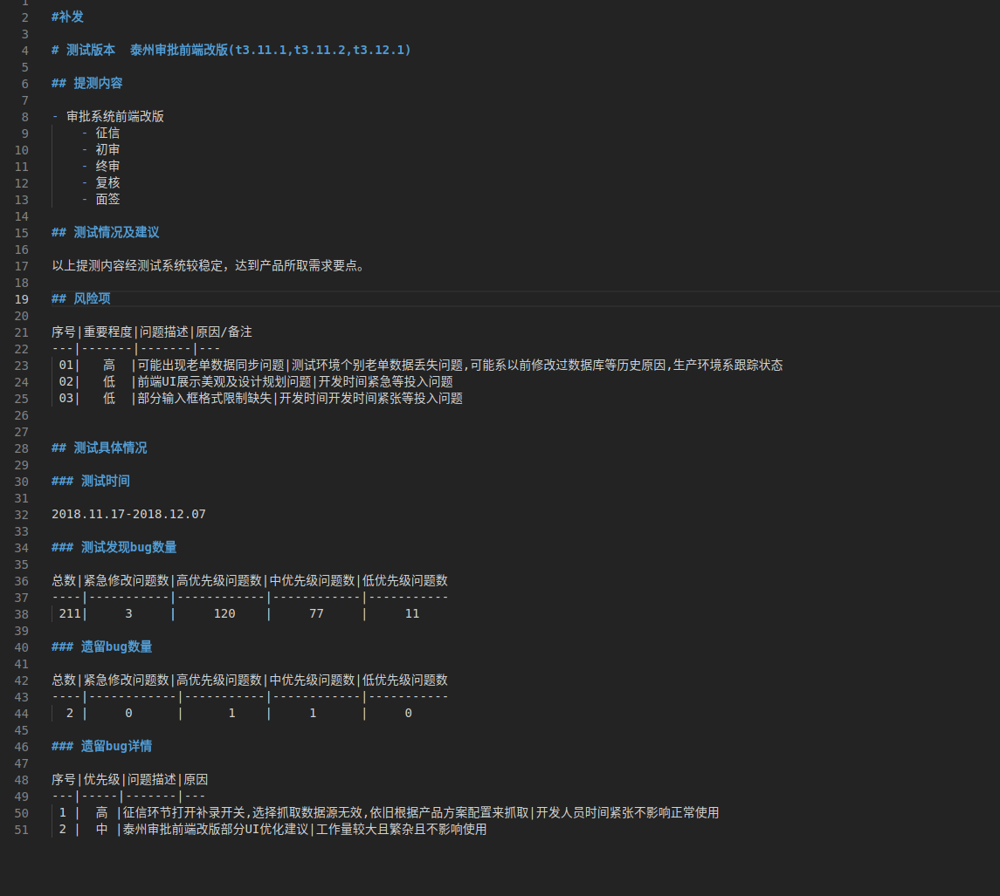 1
2 #补发
3
4 # 测试版本  泰州审批前端改版(t3.11.1,t3.11.2,t3.12.1)
5
6 ## 提测内容
7
8 - 审批系统前端改版
9     - 征信
10     - 初审
11     - 终审
12     - 复核
13     - 面签
14
15 ## 测试情况及建议
16
17 以上提测内容经测试系统较稳定，达到产品所取需求要点。
18
19 ## 风险项
20
21 序号|重要程度|问题描述|原因/备注
22 ---|-------|-------|---
23  01|   高  |可能出现老单数据同步问题|测试环境个别老单数据丢失问题,可能系以前修改过数据库等历史原因,生产环境系跟踪状态
24  02|   低  |前端UI展示美观及设计规划问题|开发时间紧急等投入问题
25  03|   低  |部分输入框格式限制缺失|开发时间开发时间紧张等投入问题
26
27
28 ## 测试具体情况
29
30 ### 测试时间
31
32 2018.11.17-2018.12.07
33
34 ### 测试发现bug数量
35
36 总数|紧急修改问题数|高优先级问题数|中优先级问题数|低优先级问题数
37 ----|-----------|------------|------------|-----------
38  211|     3     |     120    |     77     |     11
39
40 ### 遗留bug数量
41
42 总数|紧急修改问题数|高优先级问题数|中优先级问题数|低优先级问题数
43 ----|------------|-----------|------------|-----------
44   2 |     0      |      1    |     1      |     0
45
46 ### 遗留bug详情
47
48 序号|优先级|问题描述|原因
49 ---|-----|-------|---
50  1 |  高 |征信环节打开补录开关,选择抓取数据源无效,依旧根据产品方案配置来抓取|开发人员时间紧张不影响正常使用
51  2 |  中 |泰州审批前端改版部分UI优化建议|工作量较大且繁杂且不影响使用